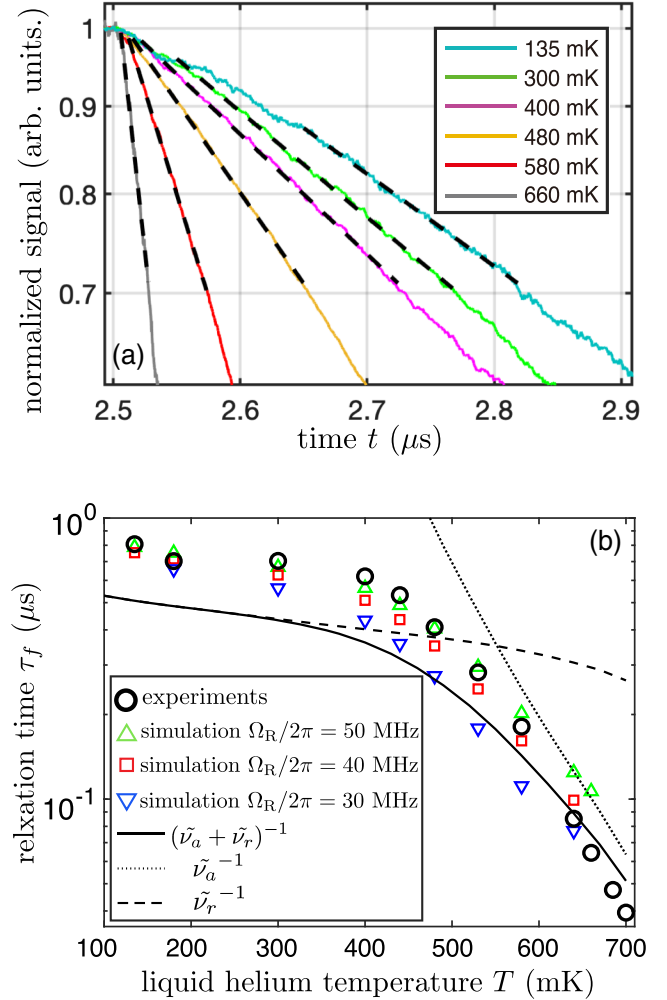 normalized signal (arb. units.)
1
0.9
0.8
0.7
135 mK
300 mK
400 mK
480 mK
580 mK
660 mK
(a)
2.5 2.6 2.7 2.8 2.9
time t (μs)
(b)
relxation time τ_f (μs)
10⁰
10⁻¹
experiments
simulation Ω_R/2π = 50 MHz
simulation Ω_R/2π = 40 MHz
simulation Ω_R/2π = 30 MHz
(ν̃_a + ν̃_r)⁻¹
ν̃_a⁻¹
ν̃_r⁻¹
100 200 300 400 500 600 700
liquid helium temperature T (mK)